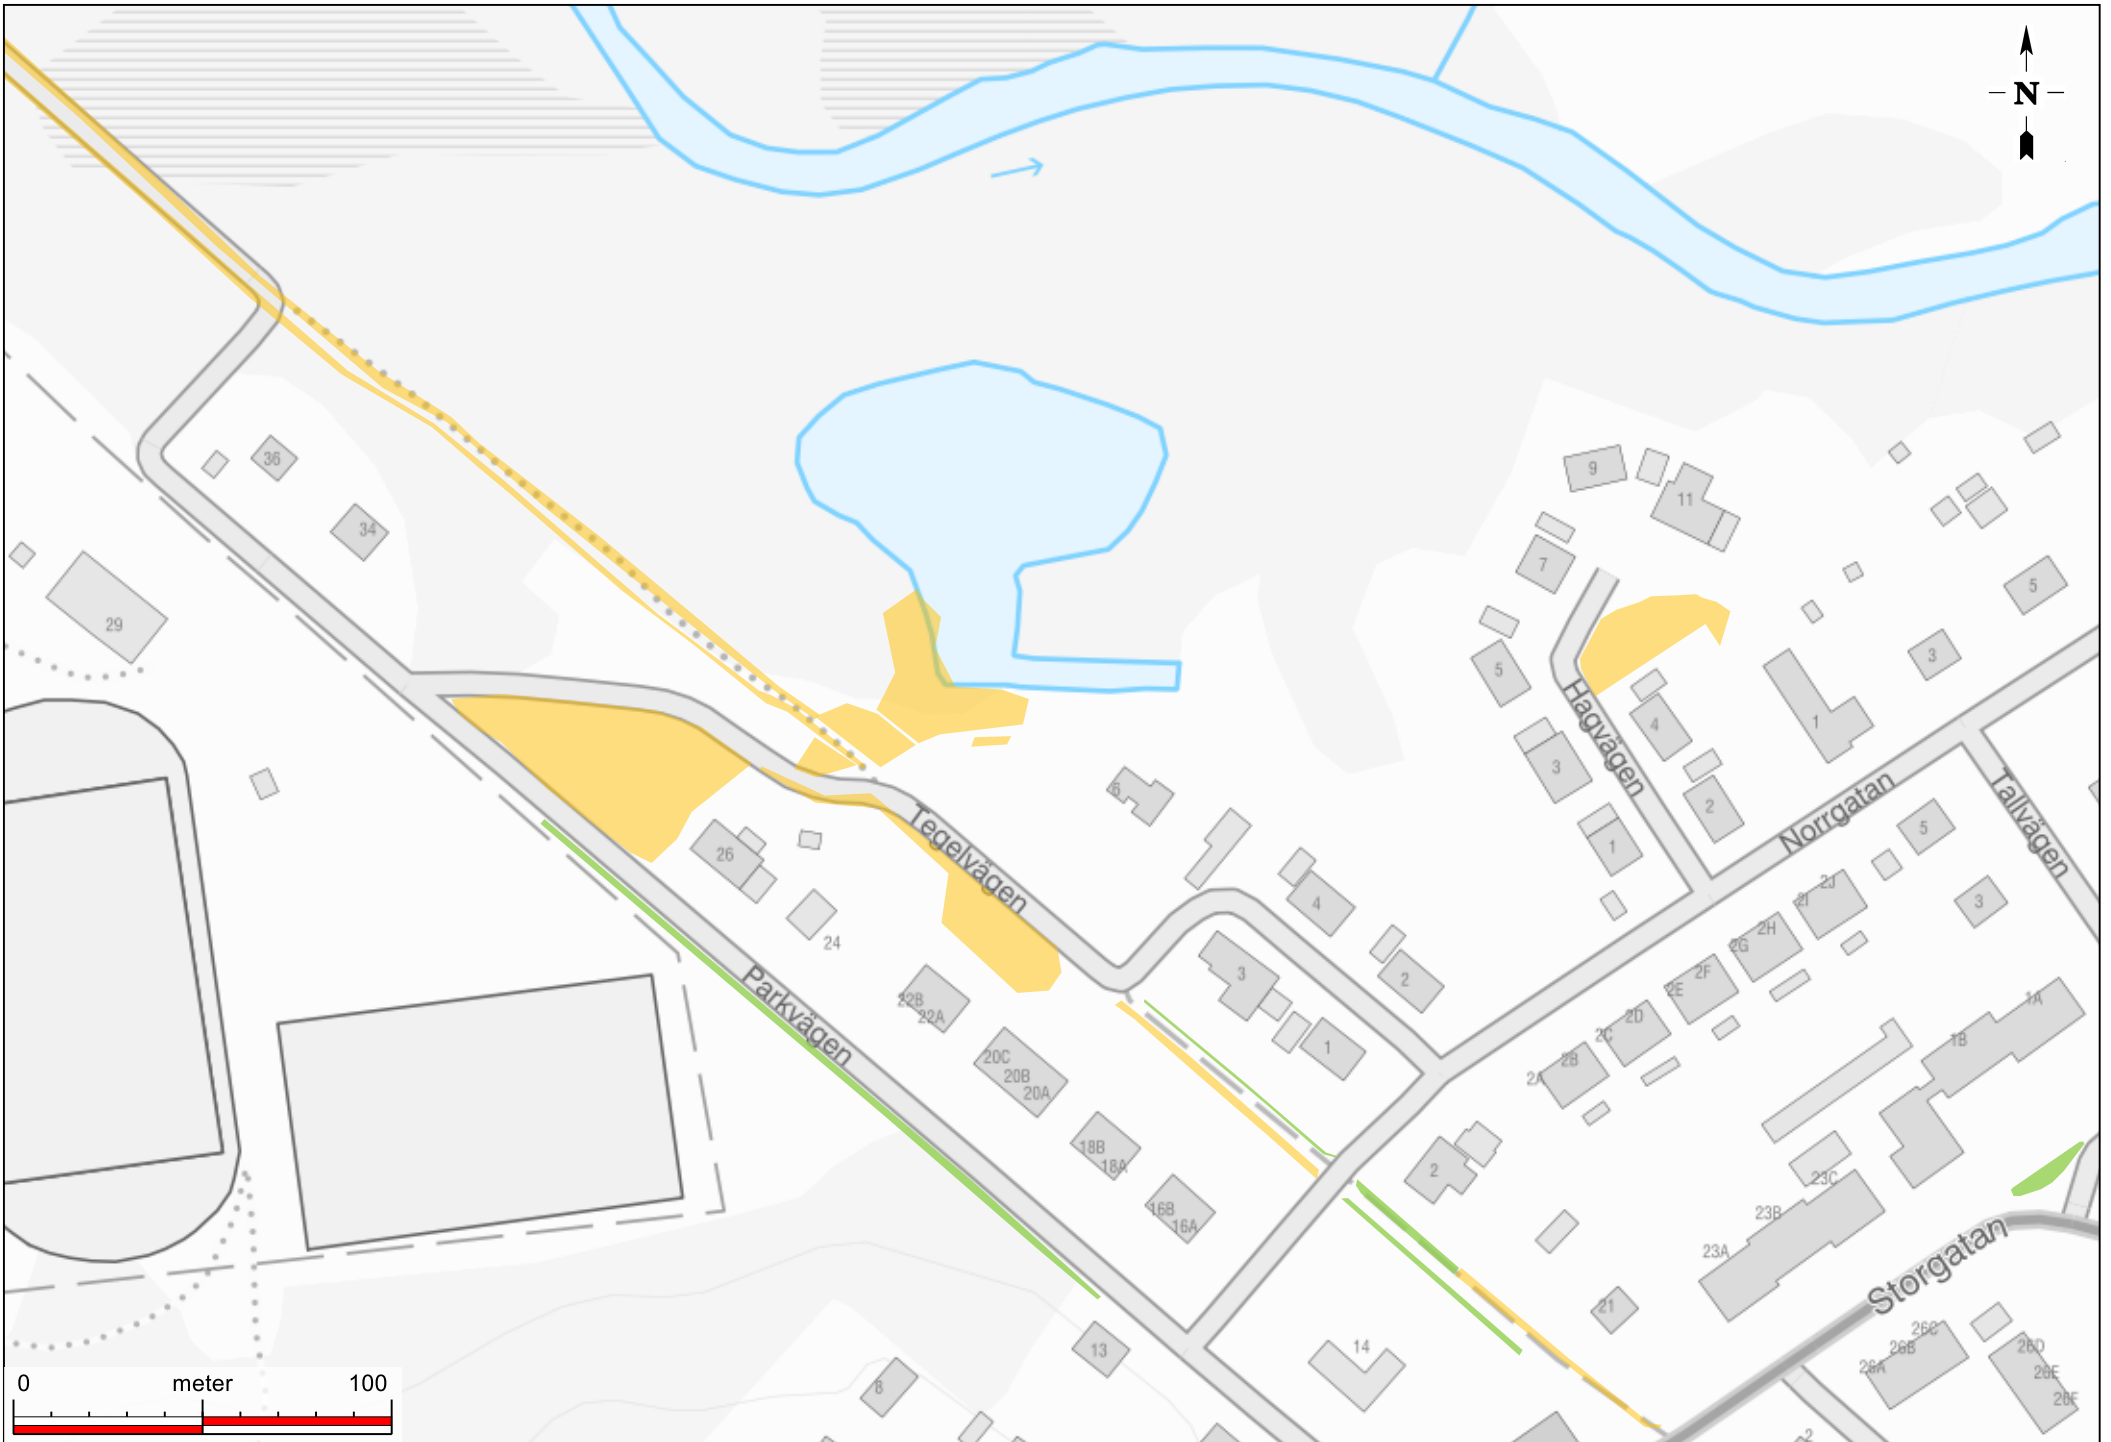 N
36
34
29
9
11
7
5
5
3
5
4
1
Hagvägen
3
2
6
1
Norrgatan
Tallvägen
5
Tegelvägen
26
24
4
2J
2I
3
2H
2G
3
2
2F
2E
22B
22A
Parkvägen
1A
2D
2C
1B
1
20C
20B
20A
2B
2A
18B
18A
2
23C
16B
16A
23B
23A
Storgatan
21
14
13
8
26C
26B
26A
26D
26E
26F
2
0 meter 100